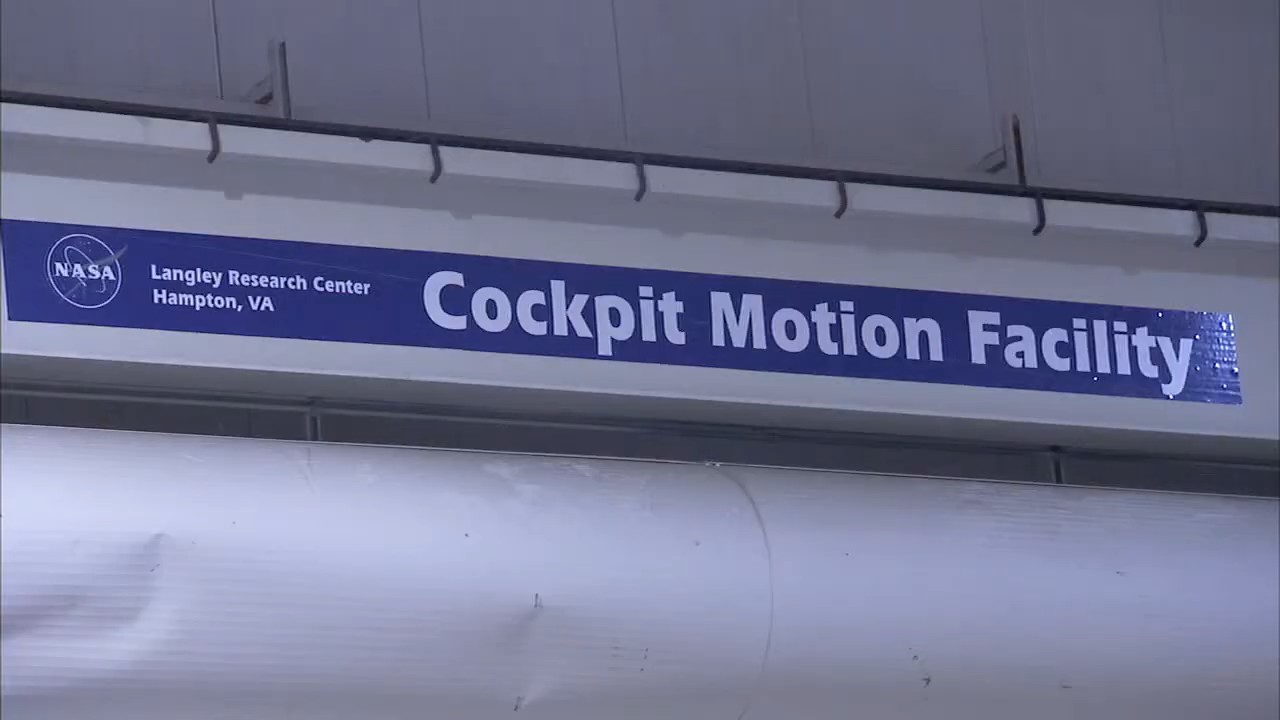 NASA
Langley Research Center
Hampton, VA
Cockpit Motion Facility